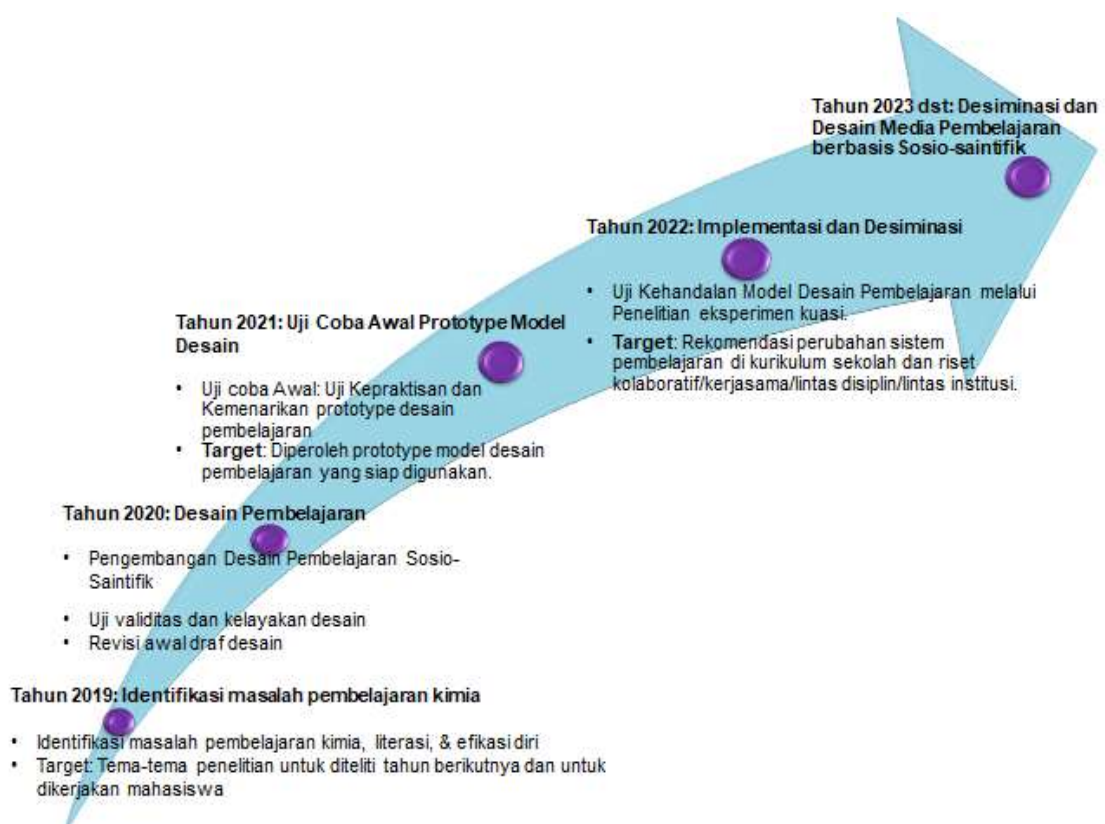 Tahun 2023 dst: Desiminasi dan
Desain Media Pembelajaran
berbasis Sosio-saintifik
Tahun 2022: Implementasi dan Desiminasi
• Uji Kehandalan Model Desain Pembelajaran melalui
Penelitian eksperimen kuasi.
• Target: Rekomendasi perubahan sistem
pembelajaran di kurikulum sekolah dan riset
kolaboratif/kerjasama/lintas disiplin/lintas institusi.
Tahun 2021: Uji Coba Awal Prototype Model
Desain
• Uji coba Awal: Uji Kepraktisan dan
Kemenarikan prototype desain
pembelajaran
• Target: Diperoleh prototype model desain
pembelajaran yang siap digunakan.
Tahun 2020: Desain Pembelajaran
• Pengembangan Desain Pembelajaran Sosio-
Saintifik
• Uji validitas dan kelayakan desain
• Revisi awal draf desain
Tahun 2019: Identifikasi masalah pembelajaran kimia
• Identifikasi masalah pembelajaran kimia, literasi, & efikasi diri
• Target: Tema-tema penelitian untuk diteliti tahun berikutnya dan untuk
dikerjakan mahasiswa